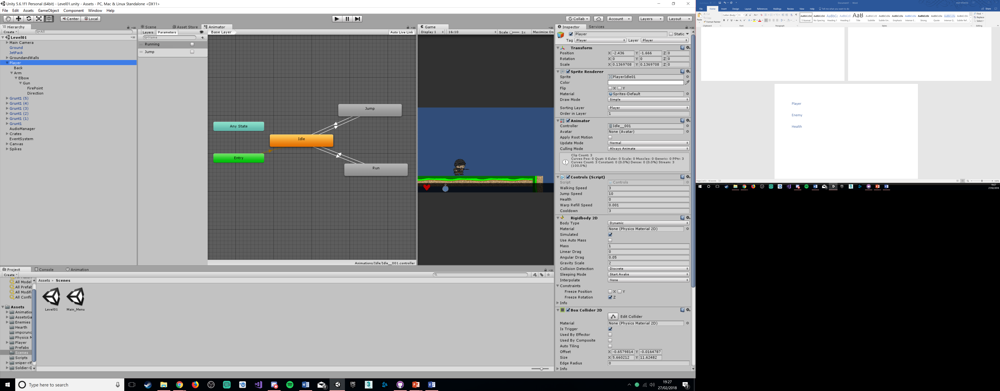 Unity 5.6.1f1 Personal (64bit) - Level01.unity - Assets - PC, Mac & Linux Standalone <DX11>
File Edit Assets GameObject Component Window Help
Center Local Collab Account Layers Layout
Hierarchy
Create All
Level01
Main Camera
Ground
JetPack
GroundandWalls
Player
Back
Arm
Elbow
Gun
FirePoint
Direction
Grunt1 (5)
Grunt1 (4)
Grunt1 (3)
Grunt1 (2)
Grunt1 (1)
Grunt1
AudioManager
Crates
EventSystem
Canvas
Spikes
Scene Asset Store Animator
Layers Parameters Base Layer Auto Live Link
Name
Running
Jump
Jump
Any State
Idle
Entry
Run
Animations/Idle/Idle__001.controller
Game
Display 1 16:10 Scale 1x Maximize On
Inspector Services
Player Static
Tag Player Layer Player
Transform
Position X -2.436 Y -1.666 Z 0
Rotation X 0 Y 0 Z 0
Scale X 0.1369708 Y 0.1369708 Z 0
Sprite Renderer
Sprite PlayerIdle01
Color
Flip X Y
Material Sprites-Default
Draw Mode Simple
Sorting Layer Player
Order in Layer 1
Animator
Controller Idle__001
Avatar None (Avatar)
Apply Root Motion
Update Mode Normal
Culling Mode Always Animate
Clip Count: 3
Curves Pos: 0 Quat: 0 Euler: 0 Scale: 0 Muscles: 0 Generic: 0 PPtr: 3
Curves Count: 3 Constant: 0 (0.0%) Dense: 0 (0.0%) Stream: 3
(100.0%)
Controls (Script)
Script Controls
Walking Speed 3
Jump Speed 10
Health 0
Warp Refill Speed 0.001
Cooldown 3
Rigidbody 2D
Body Type Dynamic
Material None (Physics Material 2D)
Simulated
Use Auto Mass
Mass 1
Linear Drag 0
Angular Drag 0.05
Gravity Scale 2
Collision Detection Discrete
Sleeping Mode Start Awake
Interpolate None
Constraints
Freeze Position X Y
Freeze Rotation Z
Info
Box Collider 2D
Edit Collider
Material None (Physics Material 2D)
Is Trigger
Used By Effector
Used By Composite
Auto Tiling
Offset X -0.6579814 Y -0.0164787
Size X 5.660212 Y 11.62482
Edge Radius 0
Info
Project Console Animation
Create
All Model
All Prefab
All Modifi
All Confli
Assets
Animation
AssetsGa
Enemies
Hearth
impcrunc
Physics M
Player
Prefabs
Scenes
Scripts
sniper-rif
Soldier-G
Assets Scenes
Level01 Main_Menu
Type here to search
EPIC GAMES
7
19:27
27/02/2018
7
Document1 - Word
File Home Insert Design Layout References Mailings Review View Help Tell me what you want to do Share
Paste Cut
Copy
Format Painter
Calibri (Body) 11
1 Normal No Spacing Heading 1 Heading 2 Title Subtitle Subtle Em... Emphasis Intense E... Strong Quote Intense Q... Subtle Ref...
Find
Replace
Select
Clipboard Font Paragraph Styles Editing
Player
Enemy
Health
Page 3 of 3 18 words 100%
19:27
27/02/2018